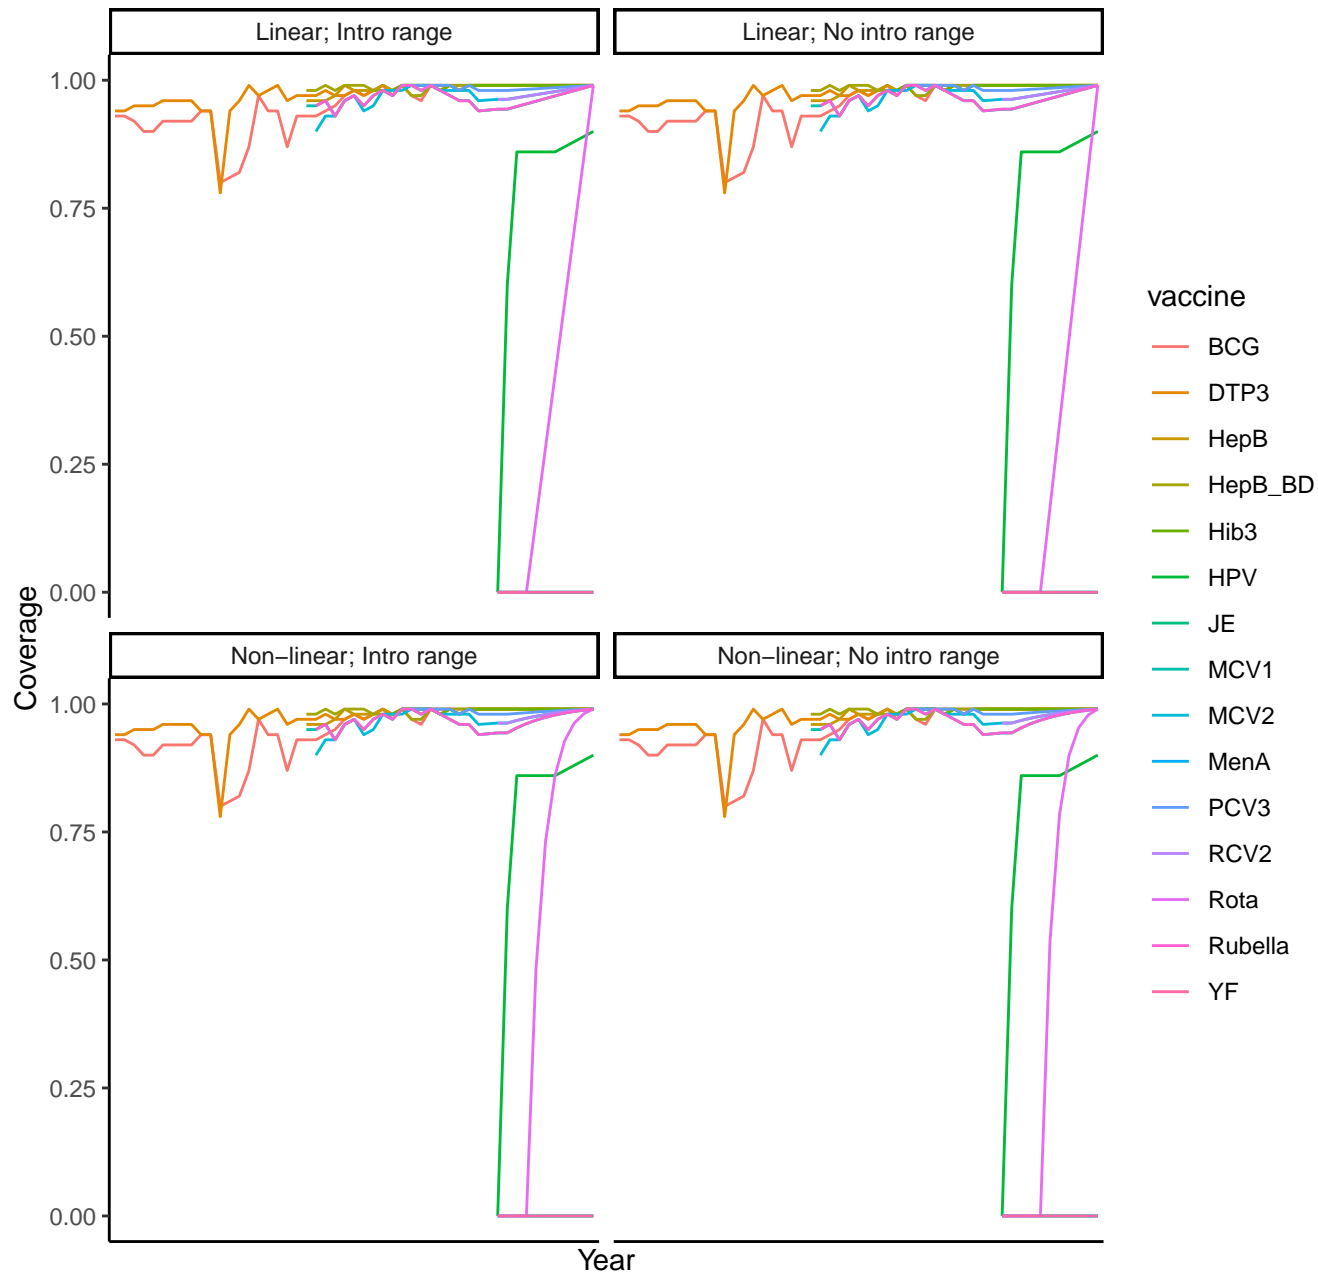 Linear; Intro range
Linear; No intro range
1.00
0.75
0.50
0.25
0.00
Non−linear; Intro range
Non−linear; No intro range
1.00
0.75
0.50
0.25
0.00
Coverage
Year
vaccine
BCG
DTP3
HepB
HepB_BD
Hib3
HPV
JE
MCV1
MCV2
MenA
PCV3
RCV2
Rota
Rubella
YF